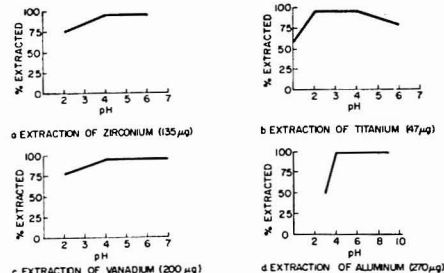 % EXTRACTED
100
75
50
25
0
2 3 4 5 6 7
pH
a EXTRACTION OF ZIRCONIUM (135µg)
% EXTRACTED
100
75
50
25
0
1 2 3 4 5 6 7
pH
b EXTRACTION OF TITANIUM (47µg)
% EXTRACTED
100
75
50
25
0
2 3 4 5 6 7
pH
c EXTRACTION OF VANADIUM (200µg)
% EXTRACTED
100
75
50
25
0
2 4 6 8 10
pH
d EXTRACTION OF ALUMINUM (270µg)